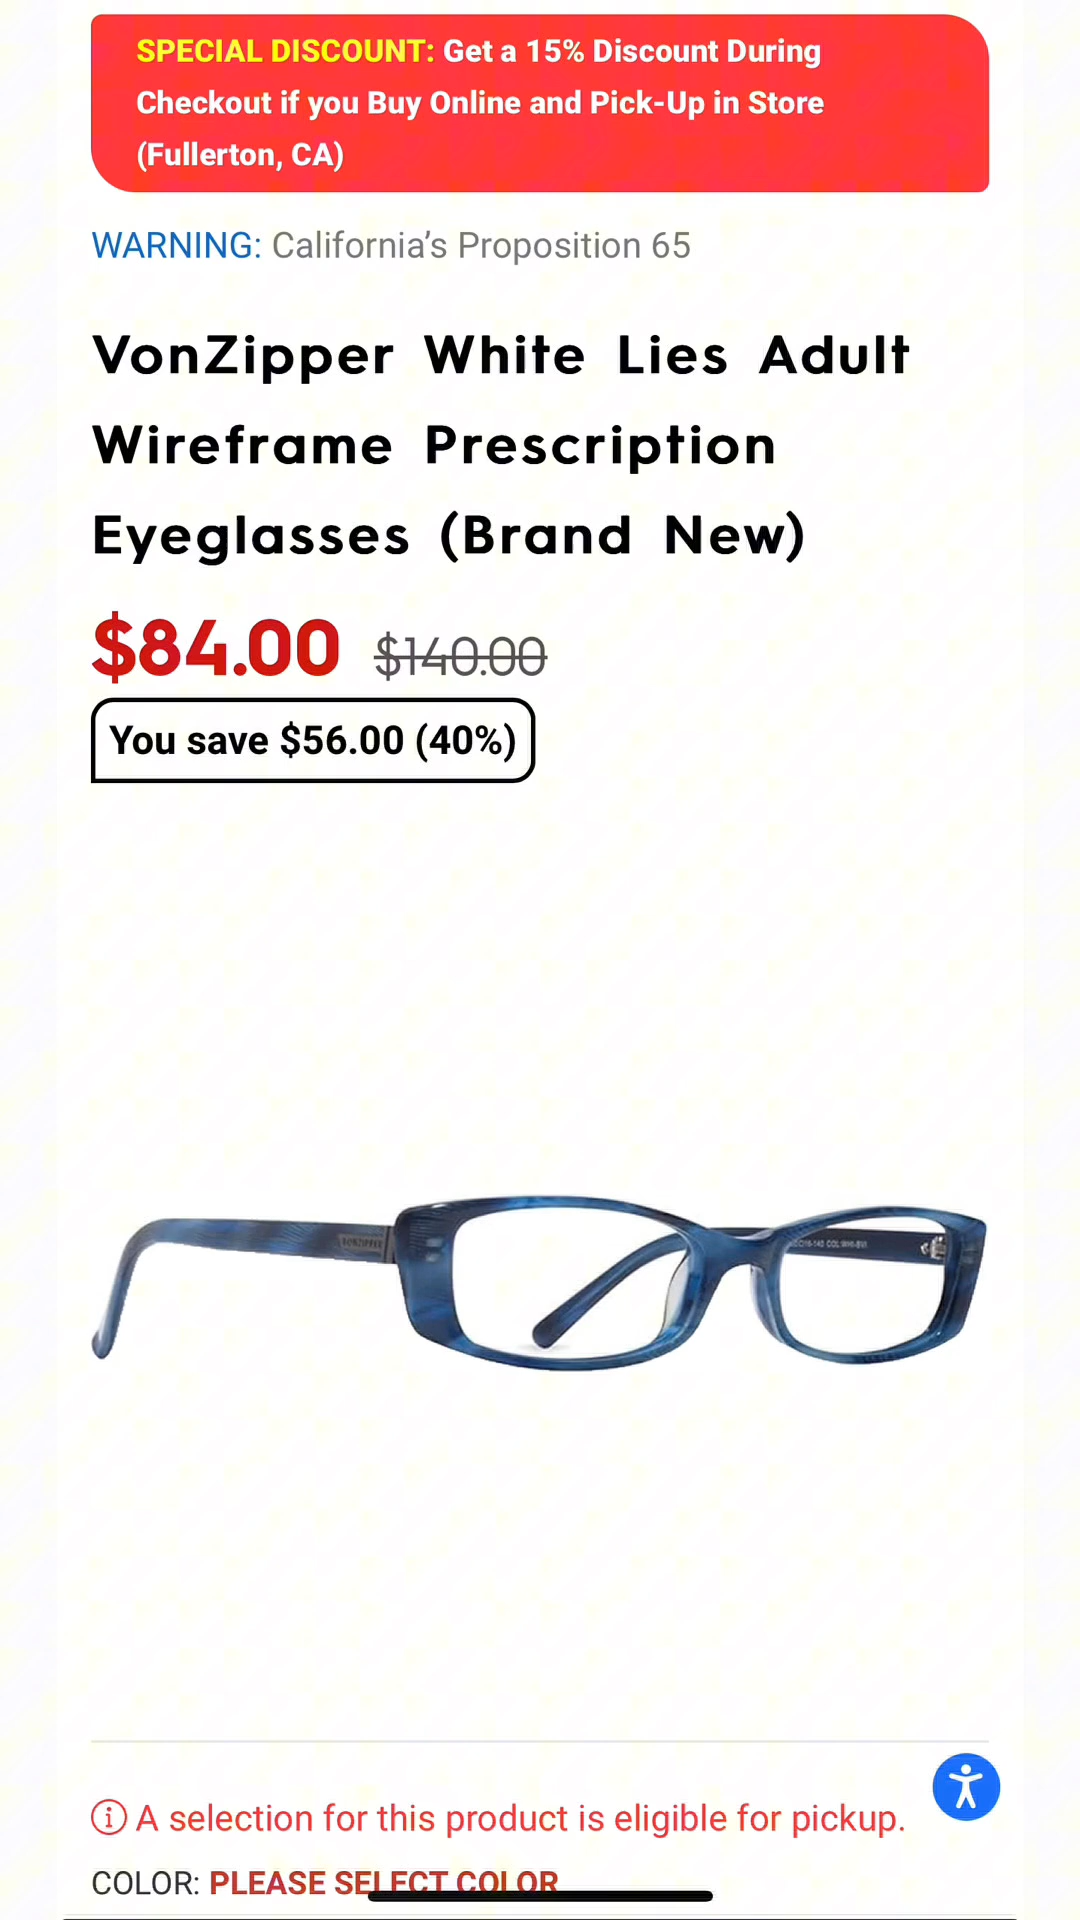 SPECIAL DISCOUNT: Get a 15% Discount During
Checkout if you Buy Online and Pick-Up in Store
(Fullerton, CA)
WARNING: California’s Proposition 65
VonZipper White Lies Adult
Wireframe Prescription
Eyeglasses (Brand New)
$84.00 $140.00
You save $56.00 (40%)
VONZIPPER
A selection for this product is eligible for pickup.
COLOR: PLEASE SELECT COLOR